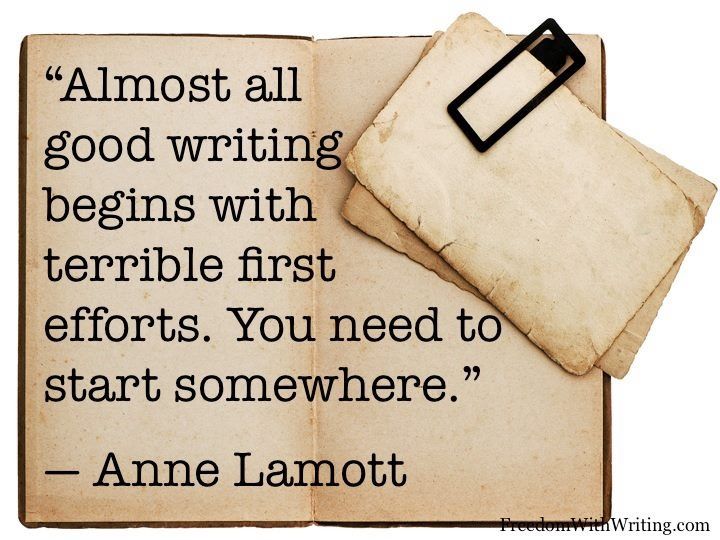 “Almost all
good writing
begins with
terrible first
efforts. You need to
start somewhere.”
— Anne Lamott
FreedomWithWriting.com